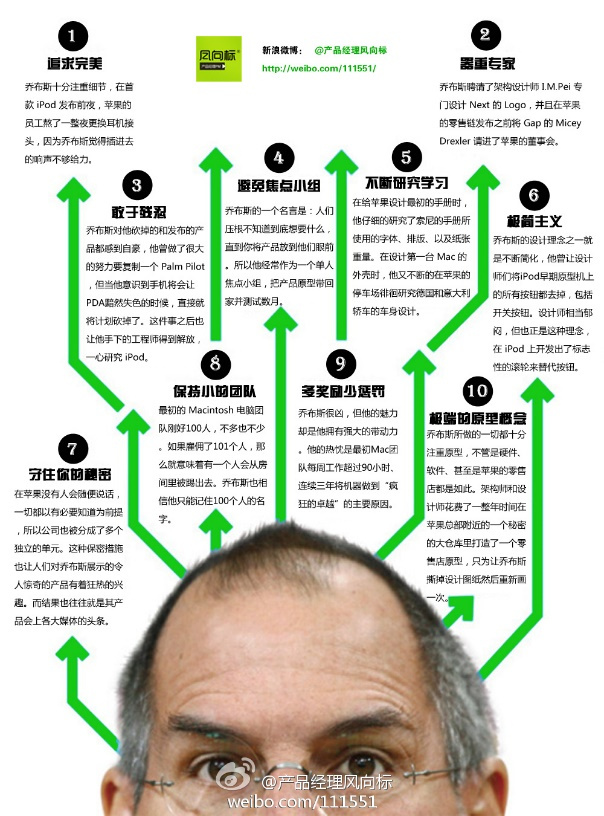 1
追求完美
乔布斯十分注重细节，在首
款 iPod 发布前夜，苹果的
员工熬了一整夜更换耳机接
头，因为乔布斯觉得插进去
的响声不够给力。
风向标
新浪微博： @产品经理风向标
http://weibo.com/111551/
2
器重专家
乔布斯聘请了架构设计师 I.M.Pei 专
门设计 Next 的 Logo，并且在苹果
的零售链发布之前将 Gap 的 Micey
Drexler 请进了苹果的董事会。
3
敢于残忍
乔布斯对他砍掉的和发布的产
品都感到自豪，他曾做了很大
的努力要复制一个 Palm Pilot
，但当他意识到手机将会让
PDA黯然失色的时候，直接就
将计划砍掉了。这件事之后也
让他手下的工程师得到解放，
一心研究 iPod。
4
避免焦点小组
乔布斯的一个名言是：人们
压根不知道到底想要什么，
直到你将产品放到他们眼前
。所以他经常作为一个单人
焦点小组，把产品原型带回
家并测试数月。
5
不断研究学习
在给苹果设计最初的手册时，
他仔细的研究了索尼的手册所
使用的字体、排版、以及纸张
重量。在设计第一台 Mac 的
外壳时，他又不断的在苹果的
停车场徘徊研究德国和意大利
轿车的车身设计。
6
极简主义
乔布斯的设计理念之一就
是不断简化，他曾让设计
师们将iPod早期原型机上
的所有按钮都去掉，包括
开关按钮。设计师相当郁
闷，但也正是这种理念，
在 iPod 上开发出了标志
性的滚轮来替代按钮。
7
守住你的秘密
在苹果没有人会随便说话，
一切都以有必要知道为前提
，所以公司也被分成了多个
独立的单元。这种保密措施
也让人们对乔布斯展示的令
人惊奇的产品有着狂热的兴
趣。而结果也往往就是其产
品会上各大媒体的头条。
8
保持小的团队
最初的 Macintosh 电脑团
队刚好100人，不多也不少
。如果雇佣了101个人，那
么就意味着有一个人会从房
间里被踢出去。乔布斯也相
信他只能记住100个人的名
字。
9
多奖励少惩罚
乔布斯很凶，但他的魅力
却是他拥有强大的带动力
。他的热忱是最初Mac团
队每周工作超过90小时、
连续三年将机器做到“疯
狂的卓越”的主要原因。
10
极端的原型概念
乔布斯所做的一切都十分
注重原型，不管是硬件、
软件、甚至是苹果的零售
店都是如此。架构师和设
计师花费了一整年时间在
苹果总部附近的一个秘密
的大仓库里打造了一个零
售店原型，只为让乔布斯
撕掉设计图纸然后重新画
一次。
@产品经理风向标
weibo.com/111551